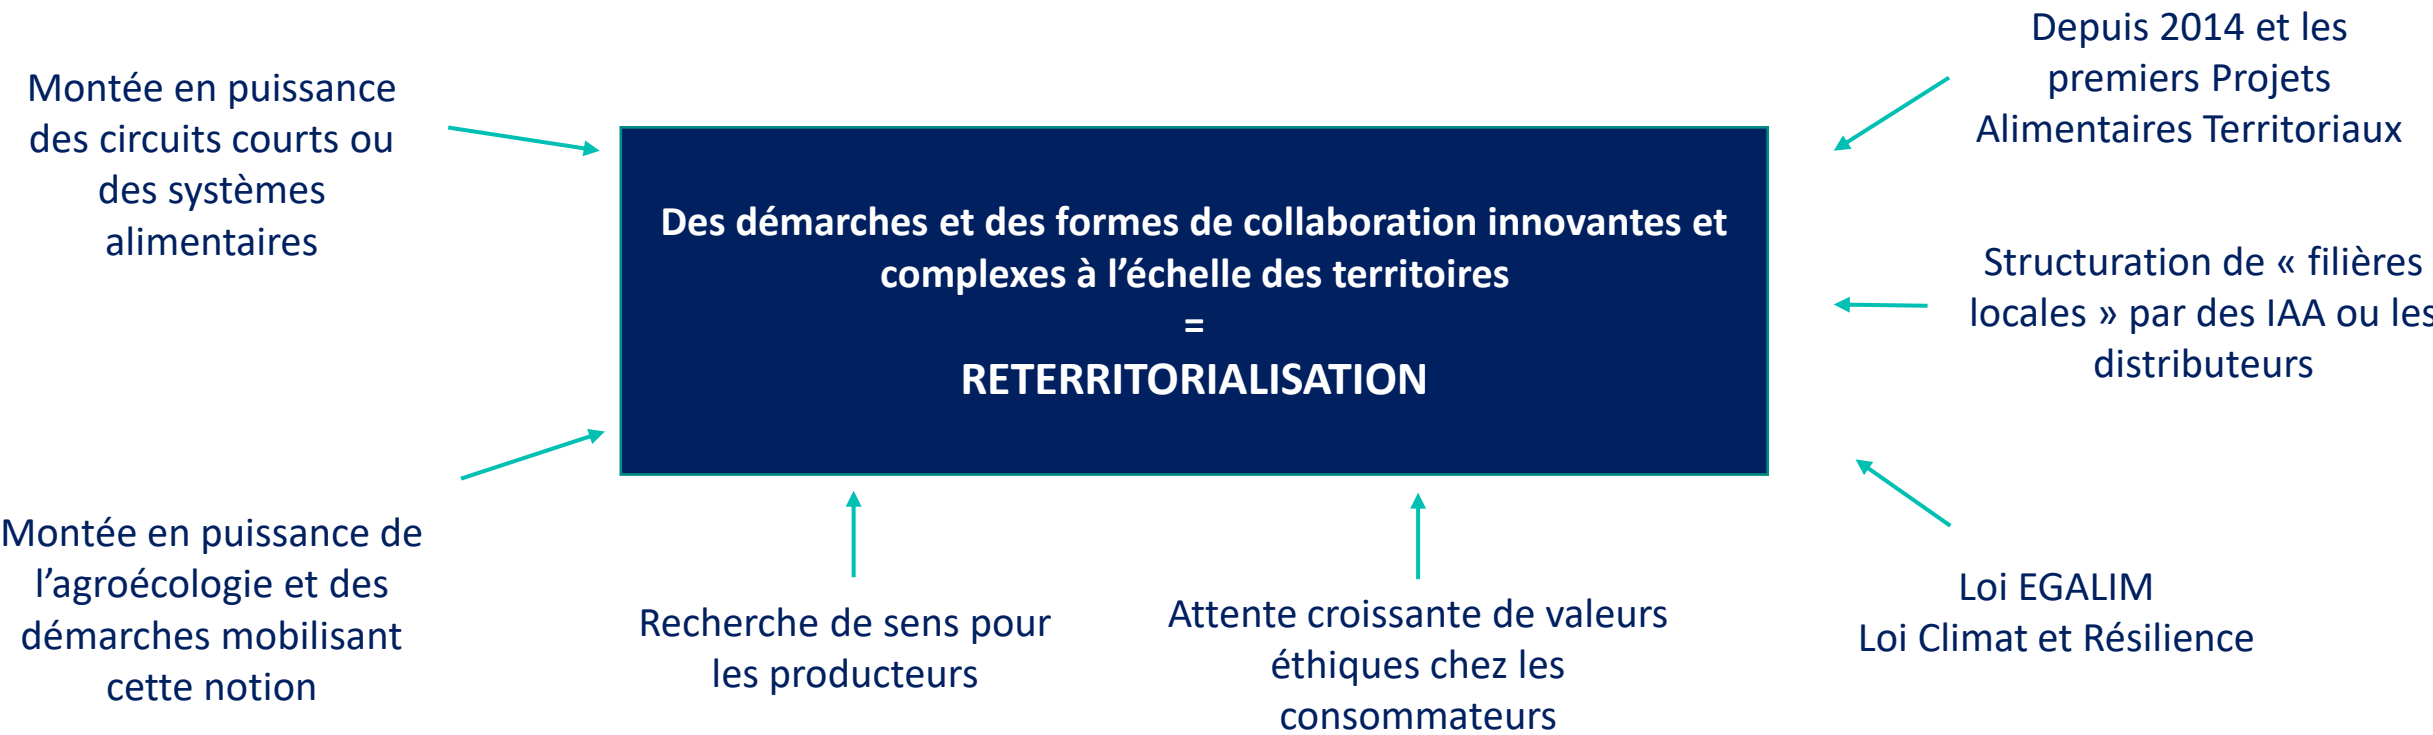 Montée en puissance
des circuits courts ou
des systèmes
alimentaires
Des démarches et des formes de collaboration innovantes et
complexes à l’échelle des territoires
=
RETERRITORIALISATION
Depuis 2014 et les
premiers Projets
Alimentaires Territoriaux
Structuration de « filières
locales » par des IAA ou les
distributeurs
Montée en puissance de
l’agroécologie et des
démarches mobilisant
cette notion
Recherche de sens pour
les producteurs
Attente croissante de valeurs
éthiques chez les
consommateurs
Loi EGALIM
Loi Climat et Résilience